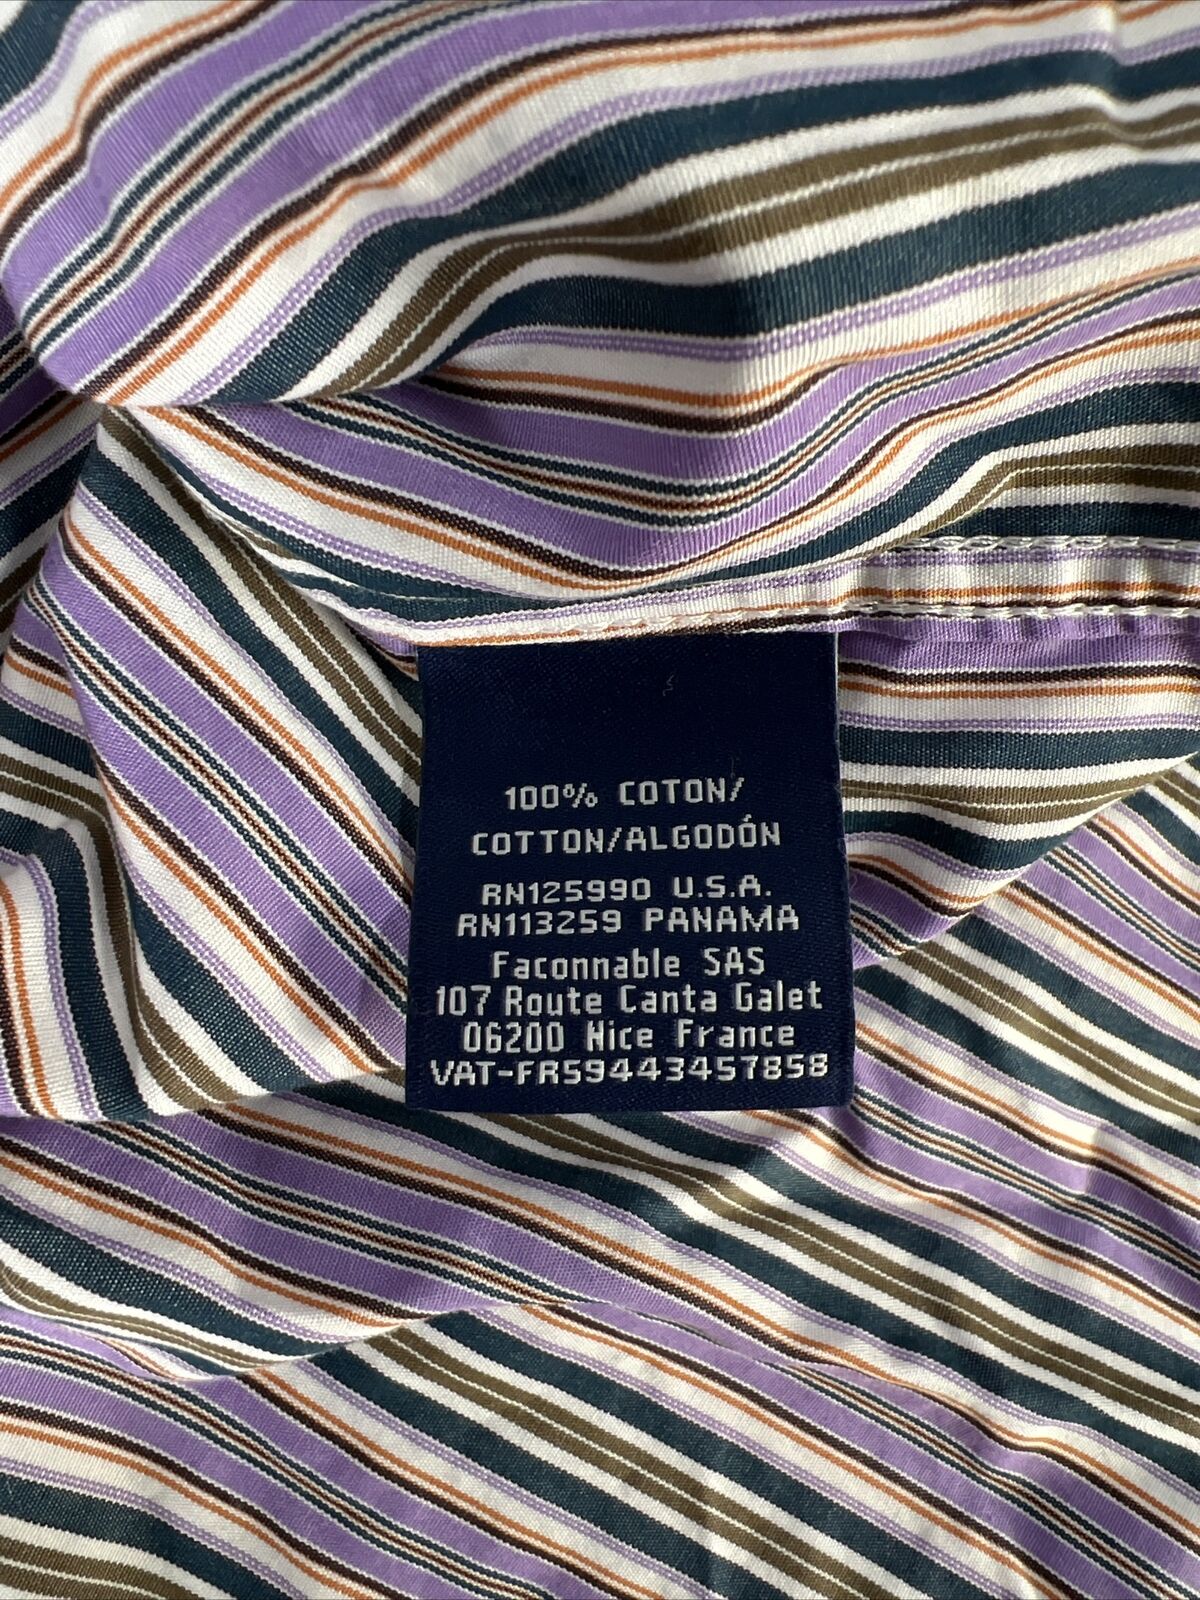 100% COTON/
COTTON/ALGODÓN
RN125990 U.S.A.
RN113259 PANAMA
Faconnable SAS
107 Route Canta Galet
06200 Nice France
VAT-FR59443457858